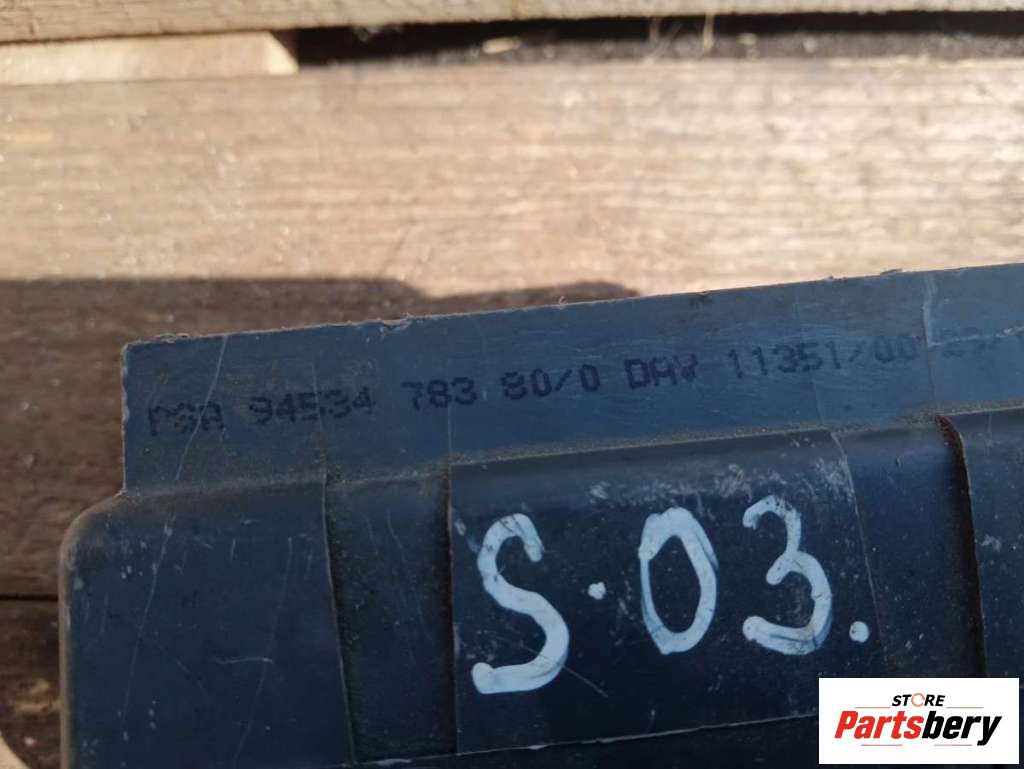 PSA 94534 783 80/0 DAV 11351/00
S.03.
STORE
Partsbery